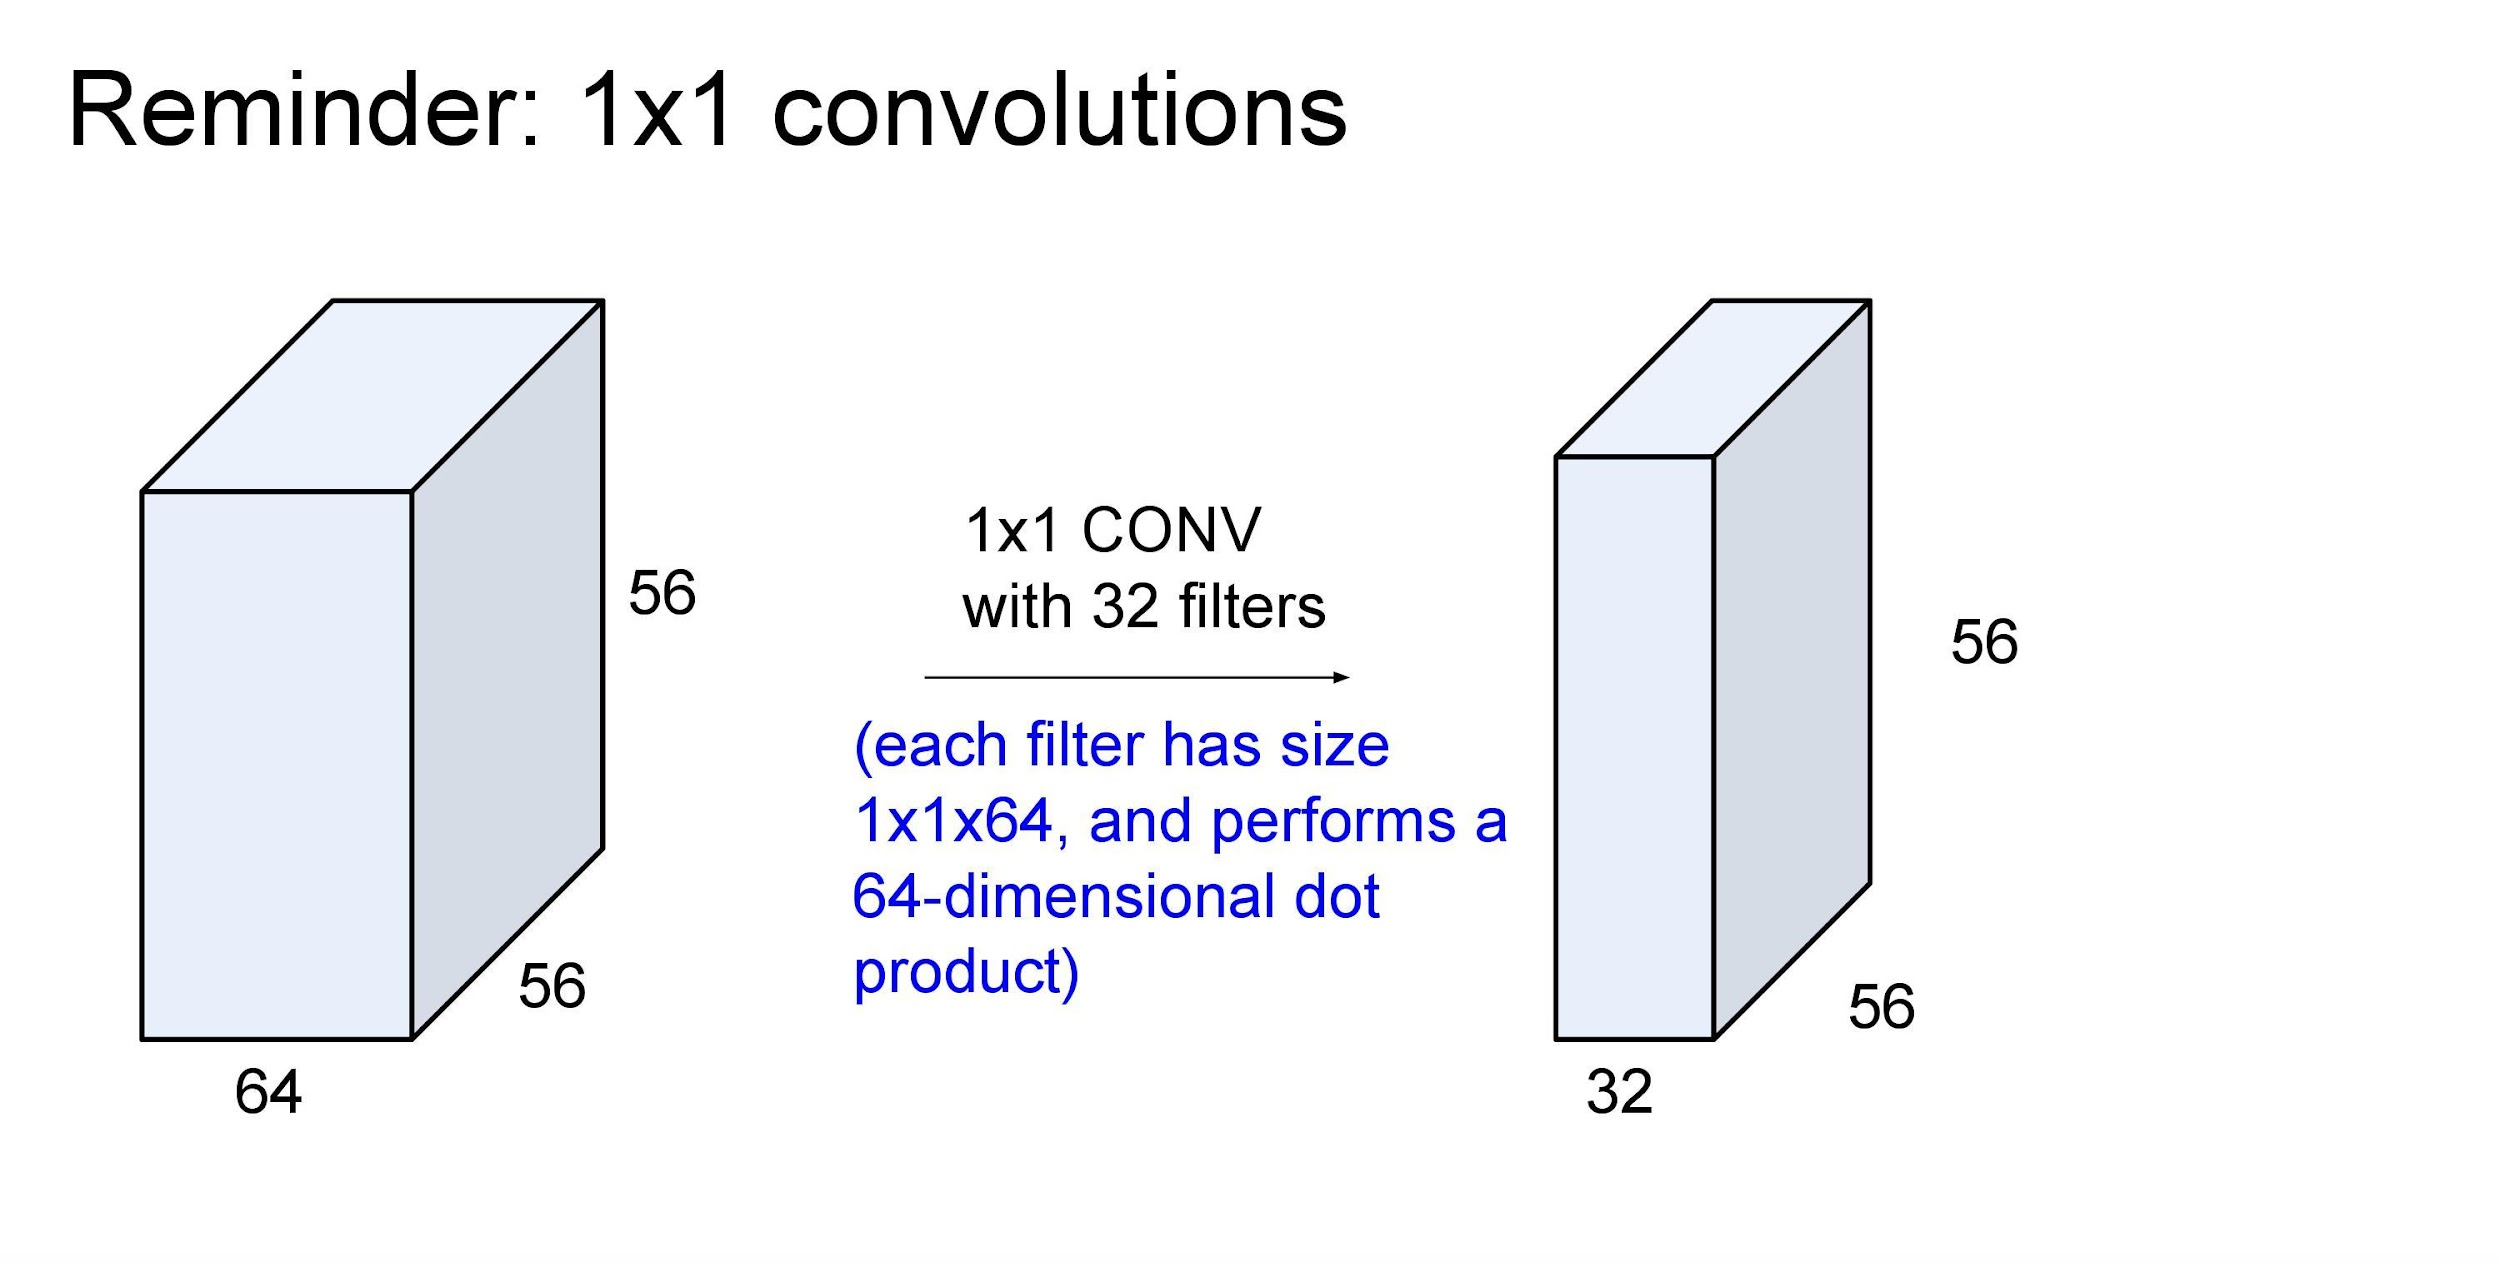 Reminder: 1x1 convolutions
56
56
64
1x1 CONV
with 32 filters
(each filter has size
1x1x64, and performs a
64-dimensional dot
product)
56
56
32